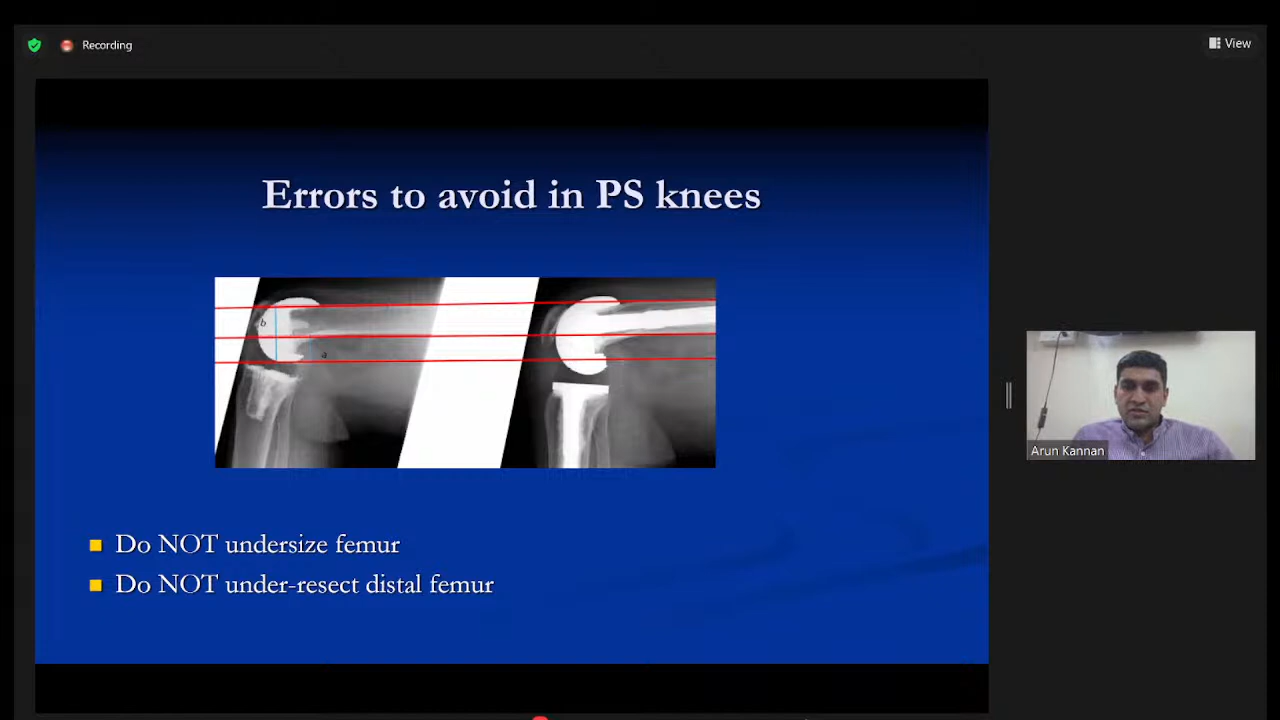 Recording
View
Errors to avoid in PS knees
b
a
Arun Kannan
Do NOT undersize femur
Do NOT under-resect distal femur